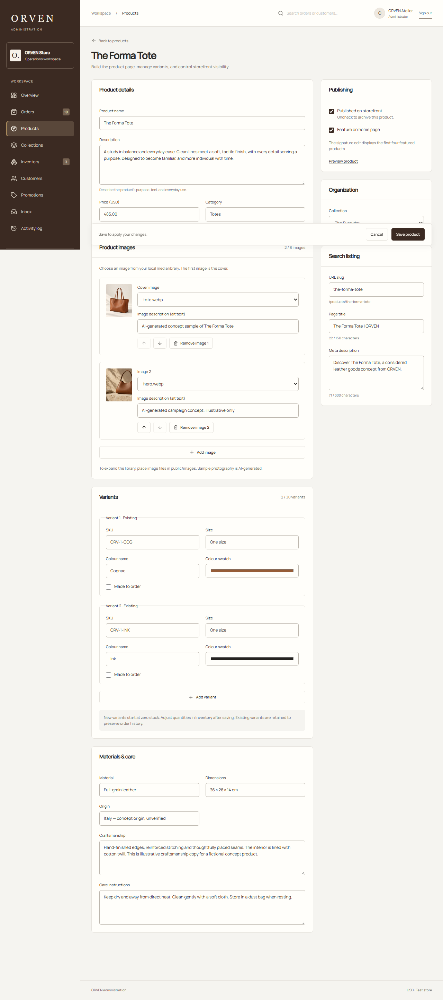 ORVEN
ADMINISTRATION
O.
ORVEN Store
Operations workspace
WORKSPACE
Overview
Orders
10
Products
Collections
Inventory
3
Customers
Promotions
Inbox
Activity log
Workspace / Products
Search orders or customers...
O
ORVEN Atelier
Administrator
Sign out
Back to products
The Forma Tote
Build the product page, manage variants, and control storefront visibility.
Product details
Product name
The Forma Tote
Description
A study in balance and everyday ease. Clean lines meet a soft, tactile finish, with every detail serving a
purpose. Designed to become familiar, and more individual with time.
Describe the product's purpose, feel, and everyday use.
Price (USD)
485.00
Category
Totes
Publishing
Published on storefront
Uncheck to archive this product.
Feature on home page
The signature edit displays the first four featured
products.
Preview product
Organization
Collection
The Everyday
Save to apply your changes.
Cancel
Save product
Product images
2 / 8 images
Choose an image from your local media library. The first image is the cover.
Cover image
tote.webp
Image description (alt text)
AI-generated concept sample of The Forma Tote
Remove image 1
Image 2
hero.webp
Image description (alt text)
AI-generated campaign concept; illustrative only
Remove image 2
Add image
To expand the library, place image files in public/images. Sample photography is AI-generated.
Search listing
URL slug
the-forma-tote
/products/the-forma-tote
Page title
The Forma Tote | ORVEN
22 / 150 characters
Meta description
Discover The Forma Tote, a considered
leather goods concept from ORVEN.
71 / 300 characters
Variants
2 / 30 variants
Variant 1 · Existing
SKU
ORV-1-COG
Size
One size
Colour name
Cognac
Colour swatch
Made to order
Variant 2 · Existing
SKU
ORV-1-INK
Size
One size
Colour name
Ink
Colour swatch
Made to order
Add variant
New variants start at zero stock. Adjust quantities in Inventory after saving. Existing variants are retained to
preserve order history.
Materials & care
Material
Full-grain leather
Dimensions
36 × 28 × 14 cm
Origin
Italy — concept origin, unverified
Craftsmanship
Hand-finished edges, reinforced stitching and thoughtfully placed seams. The interior is lined with
cotton twill. This is illustrative craftsmanship copy for a fictional concept product.
Care instructions
Keep dry and away from direct heat. Clean gently with a soft cloth. Store in a dust bag when resting.
ORVEN administration
USD · Test store